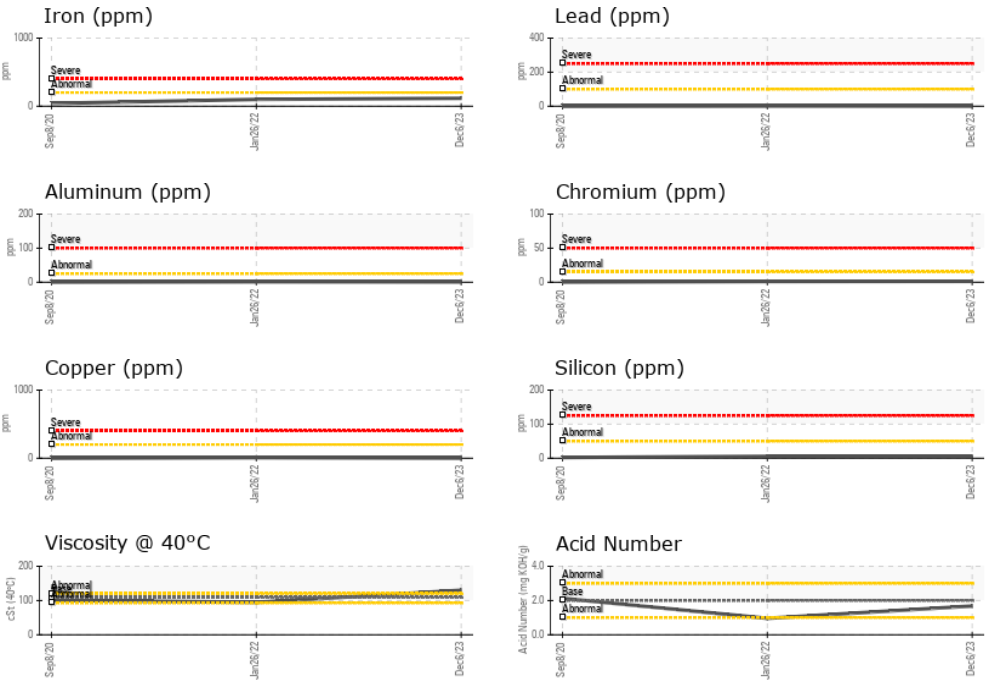 Iron (ppm)
1000
0
ppm
Severe
Abnormal
Sep8/20
Jan26/22
Dec6/23
Lead (ppm)
400
200
0
ppm
Severe
Abnormal
Sep8/20
Jan26/22
Dec6/23
Aluminum (ppm)
200
100
0
ppm
Severe
Abnormal
Sep8/20
Jan26/22
Dec6/23
Chromium (ppm)
100
50
0
ppm
Severe
Abnormal
Sep8/20
Jan26/22
Dec6/23
Copper (ppm)
1000
0
ppm
Severe
Abnormal
Sep8/20
Jan26/22
Dec6/23
Silicon (ppm)
200
100
0
ppm
Severe
Abnormal
Sep8/20
Jan26/22
Dec6/23
Viscosity @ 40°C
200
100
0
cSt (40°C)
Abnormal
Base
Abnormal
Sep8/20
Jan26/22
Dec6/23
Acid Number
4.0
2.0
0.0
Acid Number (mg KOH/g)
Abnormal
Base
Abnormal
Sep8/20
Jan26/22
Dec6/23